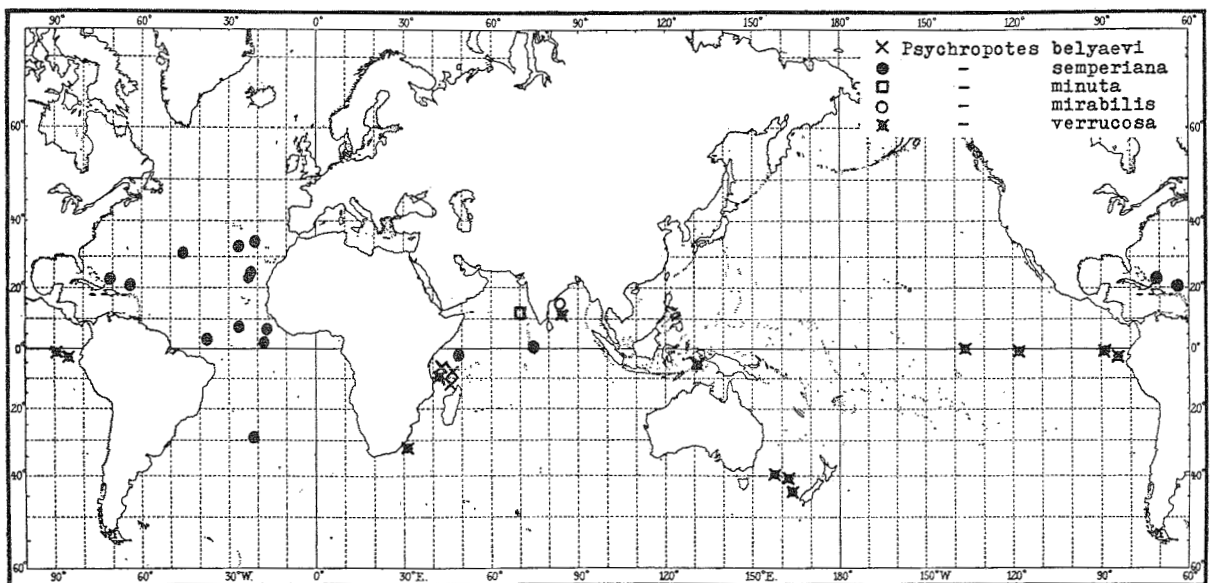 90° 60° 30°W. 0° 30°E. 60° 90° 120° 150°E. 180° 150°W 120° 90° 60°
× Psychropotes belyaevi
● – semperiana
□ – minuta
○ – mirabilis
– verrucosa
60° 60°
40° 40°
20° 20°
0° 0°
20° 20°
40° 40°
60° 60°
90° 60° 30°W. 0° 30°E. 60° 90° 120° 150°E. 180° 150°W 120° 90° 60°